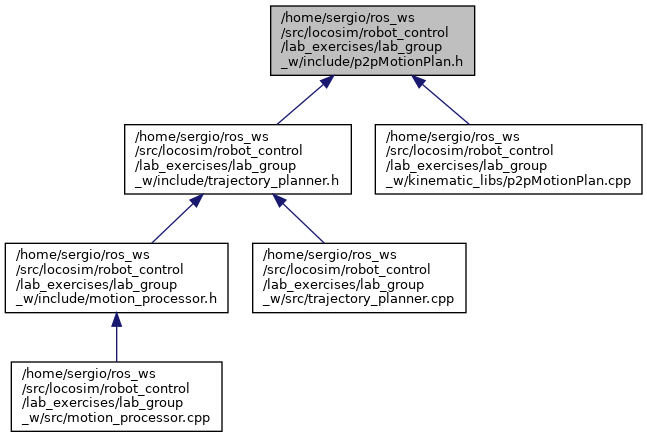 /home/sergio/ros_ws
/src/locosim/robot_control
/lab_exercises/lab_group
_w/include/p2pMotionPlan.h
/home/sergio/ros_ws
/src/locosim/robot_control
/lab_exercises/lab_group
_w/include/trajectory_planner.h
/home/sergio/ros_ws
/src/locosim/robot_control
/lab_exercises/lab_group
_w/kinematic_libs/p2pMotionPlan.cpp
/home/sergio/ros_ws
/src/locosim/robot_control
/lab_exercises/lab_group
_w/include/motion_processor.h
/home/sergio/ros_ws
/src/locosim/robot_control
/lab_exercises/lab_group
_w/src/trajectory_planner.cpp
/home/sergio/ros_ws
/src/locosim/robot_control
/lab_exercises/lab_group
_w/src/motion_processor.cpp